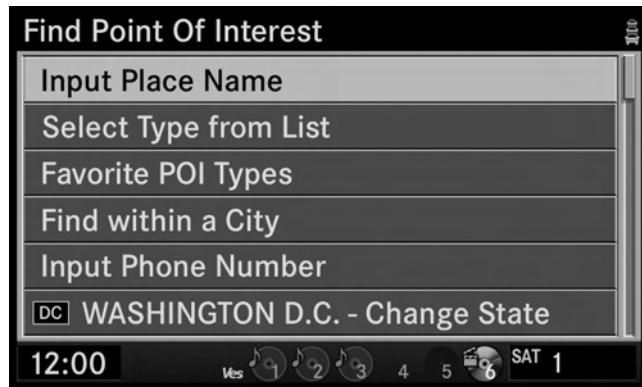 Find Point Of Interest
Input Place Name
Select Type from List
Favorite POI Types
Find within a City
Input Phone Number
DC WASHINGTON D.C. - Change State
12:00 Ves 1 2 3 4 5 6 SAT 1